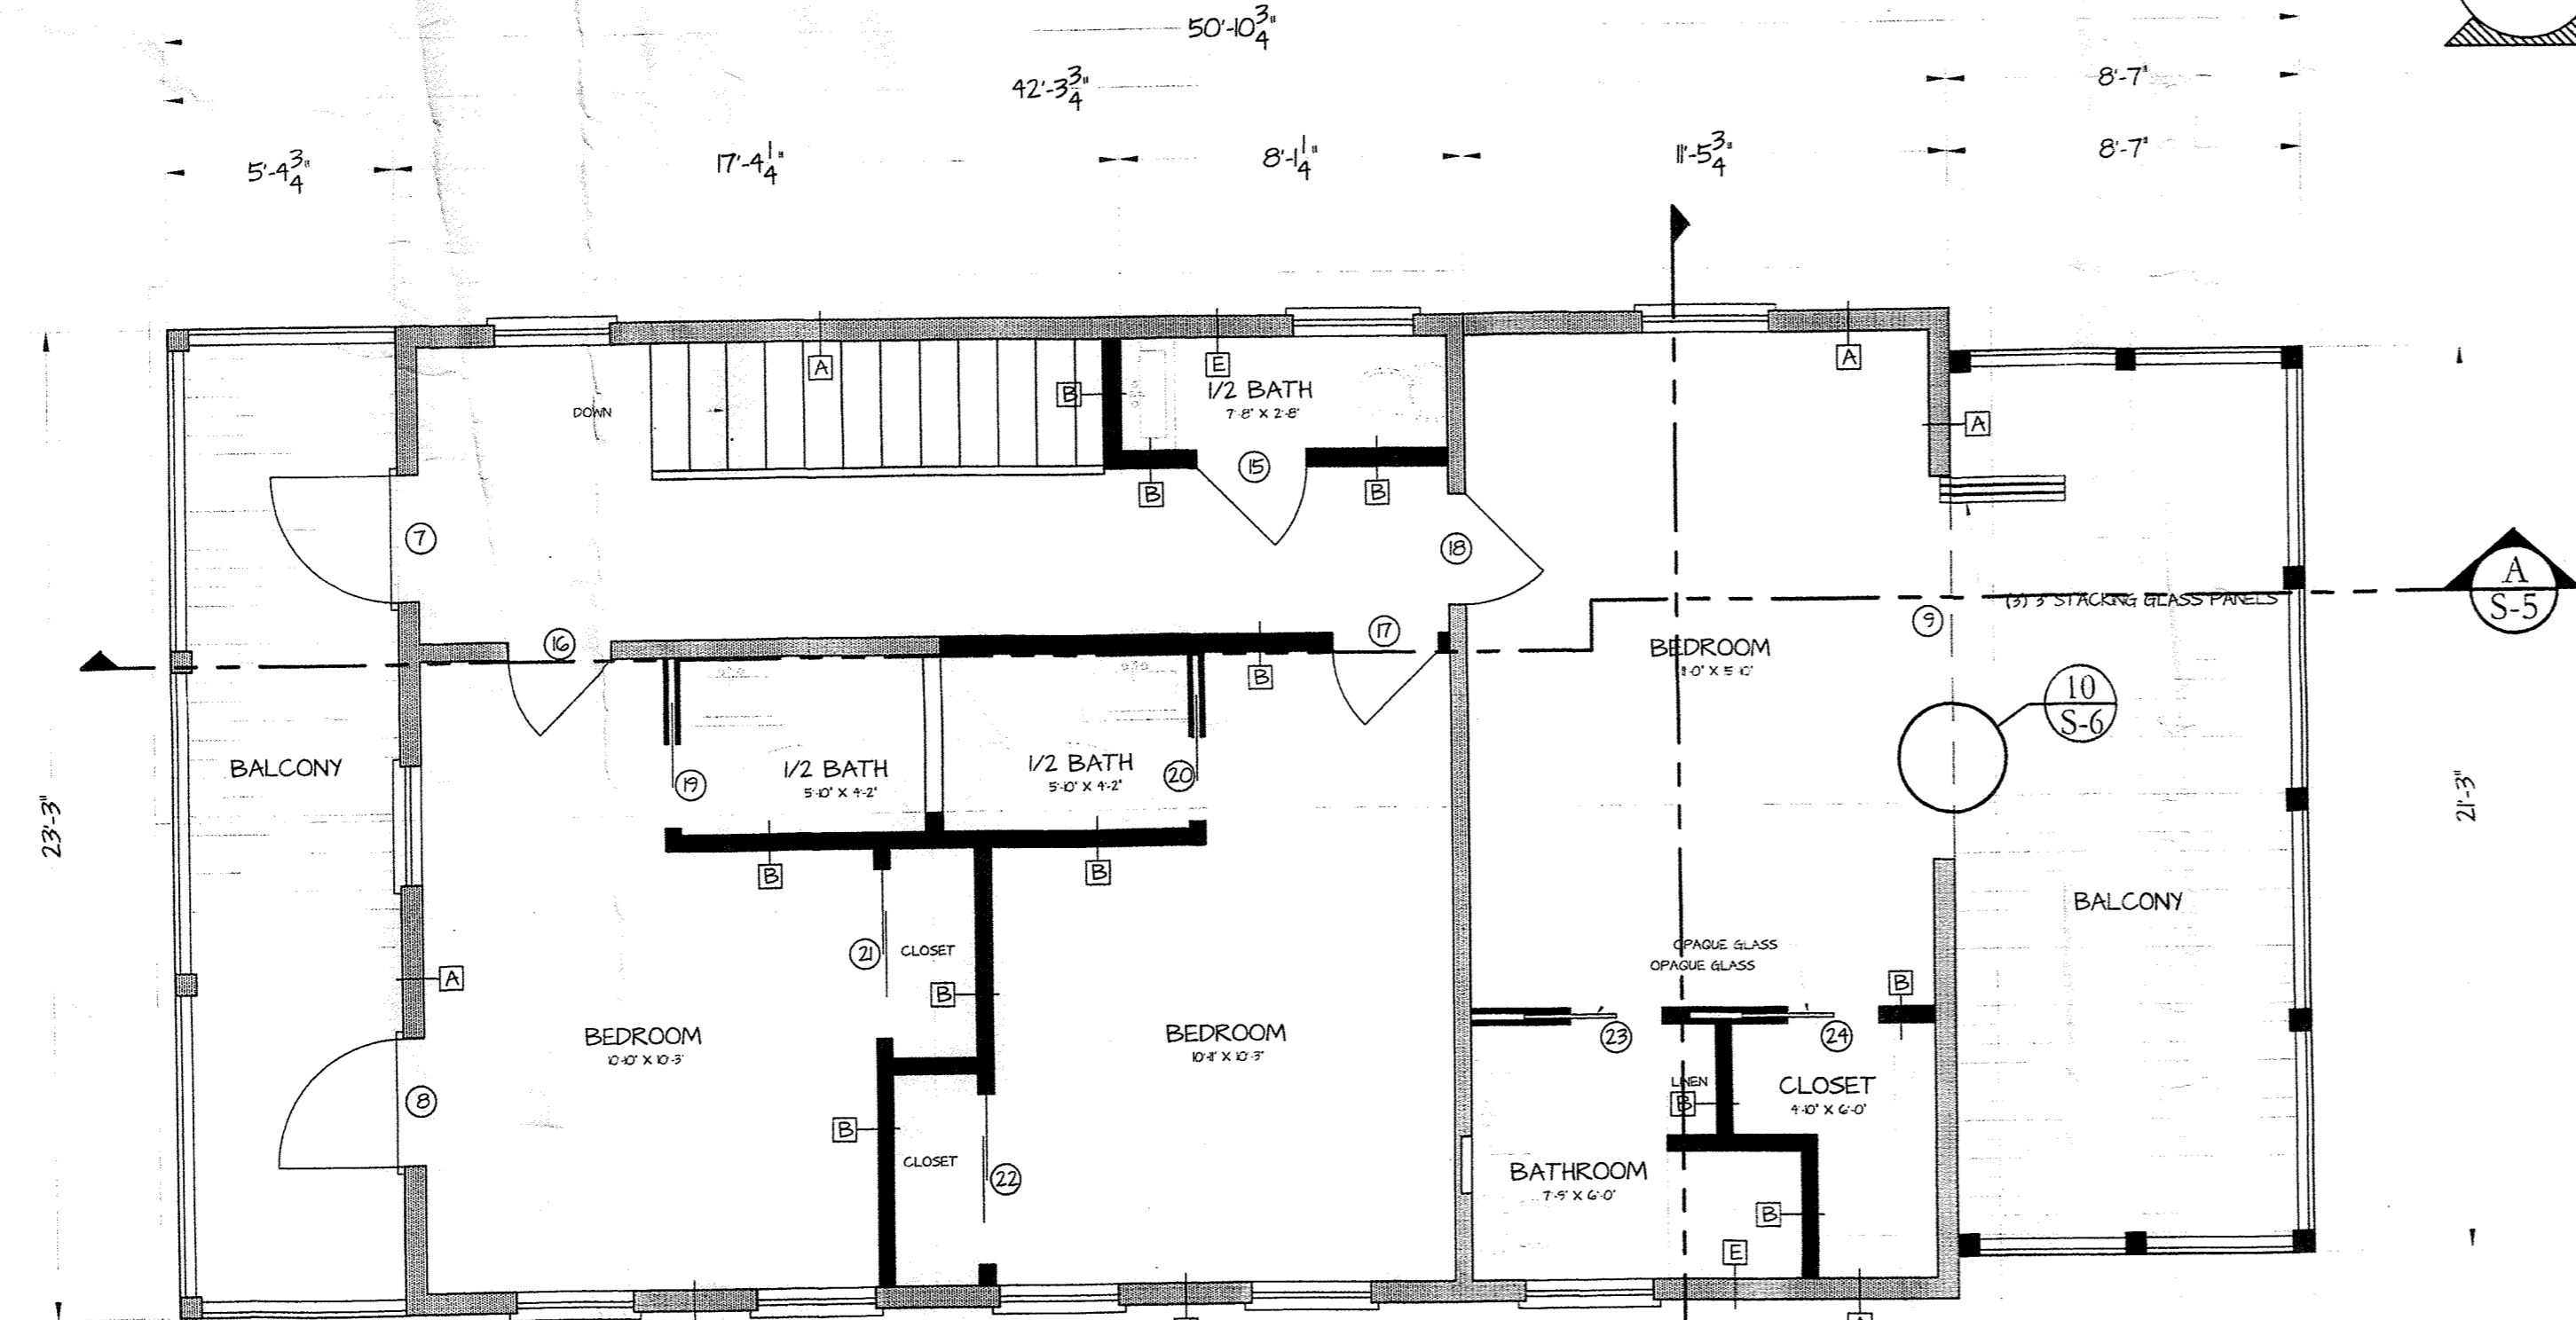 50'-10 3/4"
42'-3 3/4"
8'-7"
5'-4 3/4"
17'-4 1/4"
8'-1 1/4"
11'-5 3/4"
8'-7"
A
E
A
B
1/2 BATH
7'-8" X 2'-8"
DOWN
A
15
B
B
7
18
A
S-5
(3) 3' STACKING GLASS PANELS
9
16
17
BEDROOM
B
10
S-6
BALCONY
1/2 BATH
5'-10" X 4'-2"
1/2 BATH
5'-10" X 4'-2"
19
20
23'-3"
21'-3"
B
B
BALCONY
21
CLOSET
OPAQUE GLASS
OPAQUE GLASS
A
B
B
BEDROOM
10'-10" X 10'-3"
BEDROOM
10'-11" X 10'-3"
23
24
8
B
LINEN
B
CLOSET
4'-10" X 6'-0"
CLOSET
22
BATHROOM
7'-9" X 6'-0"
B
E